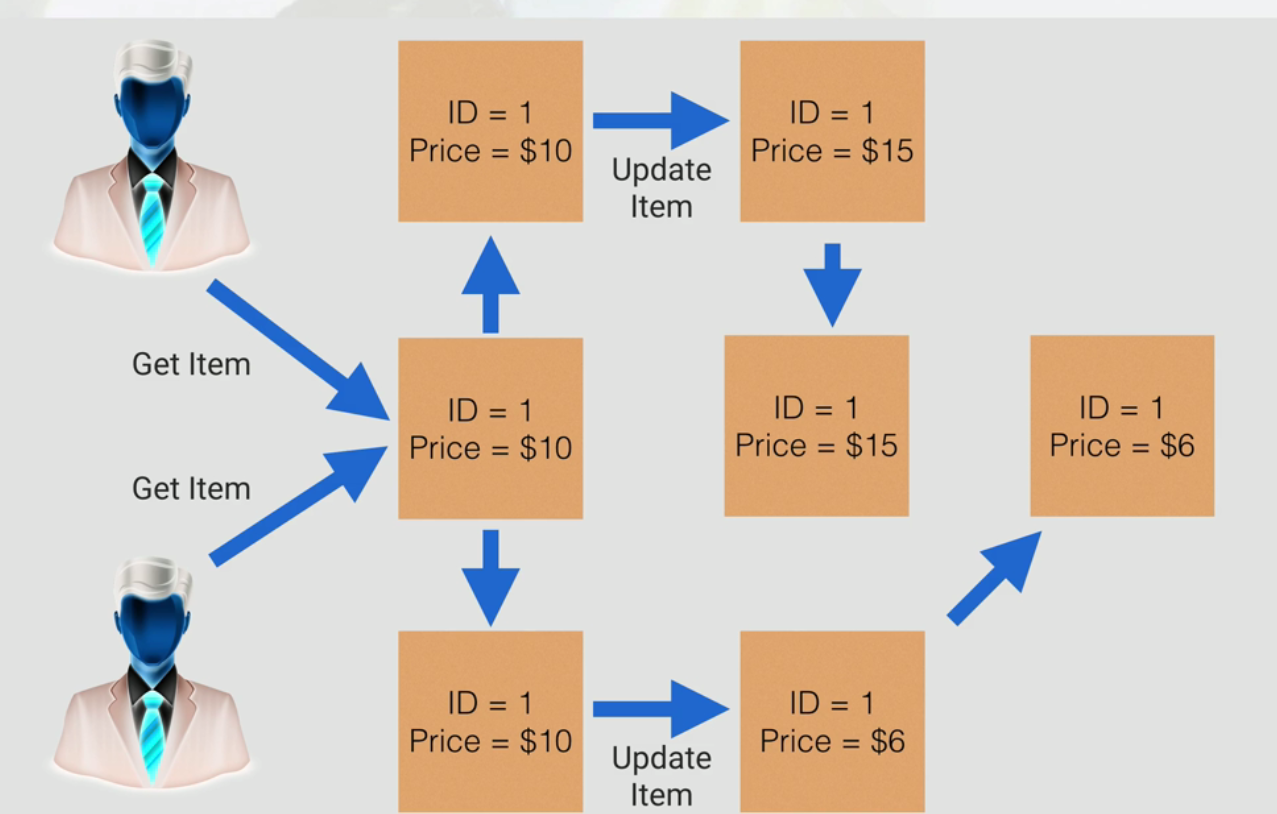 ID = 1
Price = $10
Update
Item
ID = 1
Price = $15
Get Item
Get Item
ID = 1
Price = $10
ID = 1
Price = $15
ID = 1
Price = $6
ID = 1
Price = $10
Update
Item
ID = 1
Price = $6